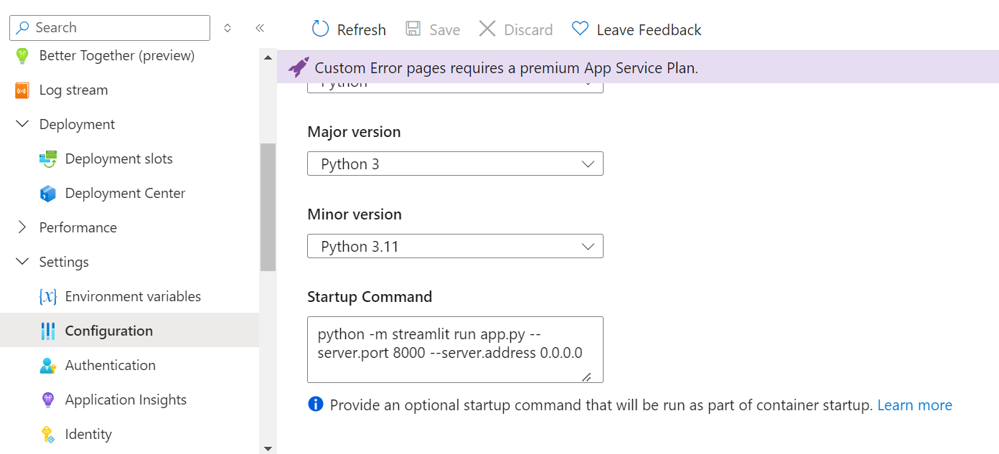 Search
Better Together (preview)
Log stream
Deployment
Deployment slots
Deployment Center
Performance
Settings
{x} Environment variables
Configuration
Authentication
Application Insights
Identity
Refresh
Save
Discard
Leave Feedback
Custom Error pages requires a premium App Service Plan.
Python
Major version
Python 3
Minor version
Python 3.11
Startup Command
python -m streamlit run app.py --
server.port 8000 --server.address 0.0.0.0
Provide an optional startup command that will be run as part of container startup. Learn more